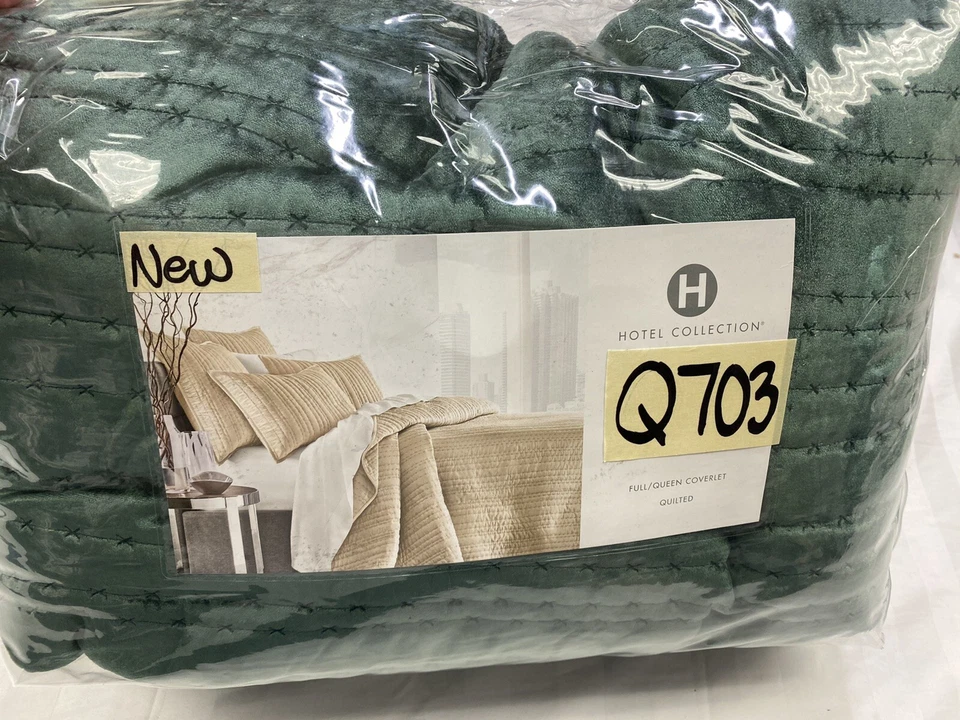 New
H
HOTEL COLLECTION®
Q703
FULL/QUEEN COVERLET
QUILTED